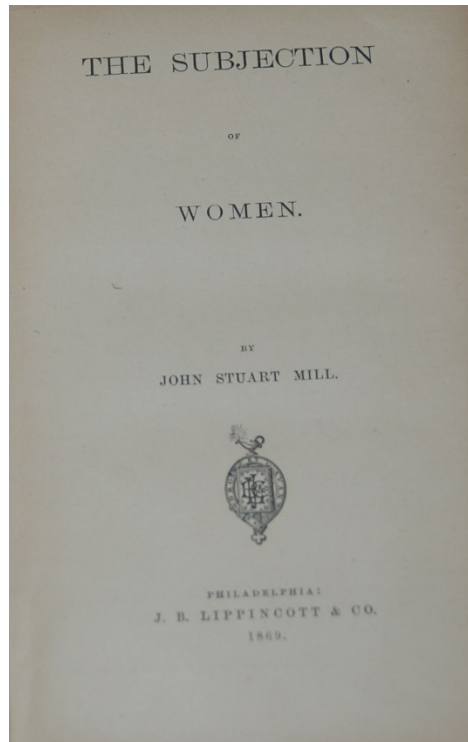 THE SUBJECTION
OF
WOMEN.
BY
JOHN STUART MILL.
PHILADELPHIA:
J. B. LIPPINCOTT & CO.
1869.